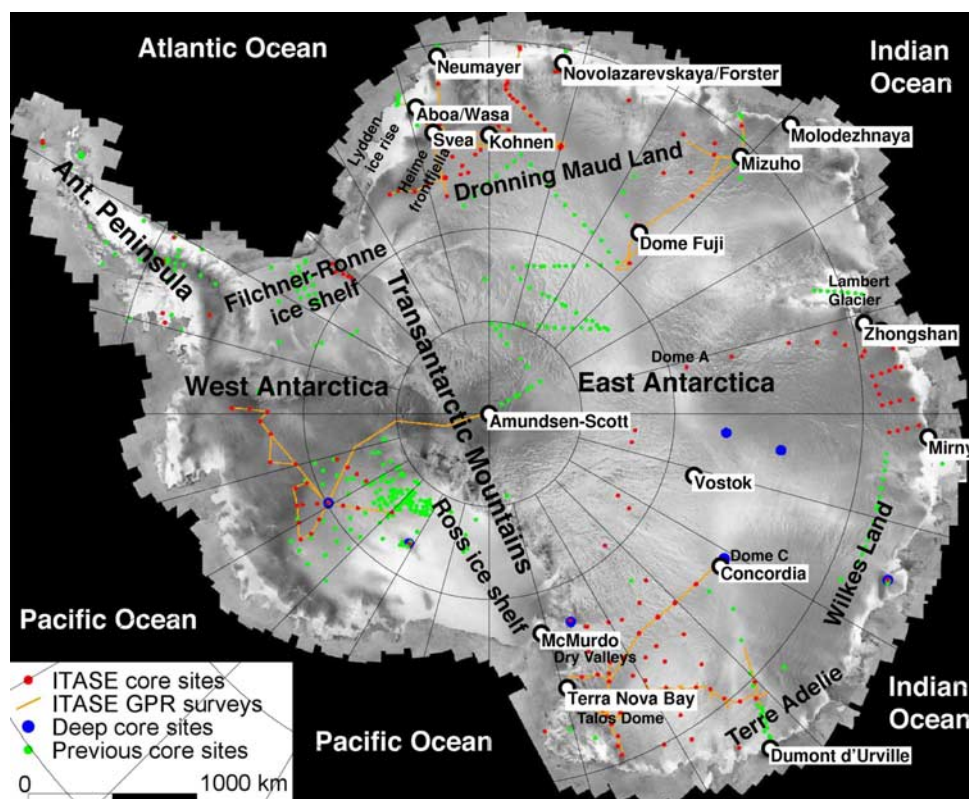 Atlantic Ocean
Indian
Ocean
Neumayer
Novolazarevskaya/Forster
Aboa/Wasa
Molodezhnaya
Lydden
ice rise
Svea
Kohnen
Heime
frontfjella
Mizuho
Dronning Maud Land
Ant. Peninsula
Dome Fuji
Filchner-Ronne
ice shelf
Transantarctic Mountains
Lambert
Glacier
Zhongshan
Dome A
West Antarctica
East Antarctica
Amundsen-Scott
Mirny
Vostok
Ross ice shelf
Dome C
Concordia
Wilkes Land
Pacific Ocean
McMurdo
Dry Valleys
Terra Nova Bay
Talos Dome
Terre Adelie
Indian
Ocean
Pacific Ocean
Dumont d'Urville
ITASE core sites
ITASE GPR surveys
Deep core sites
Previous core sites
0 1000 km